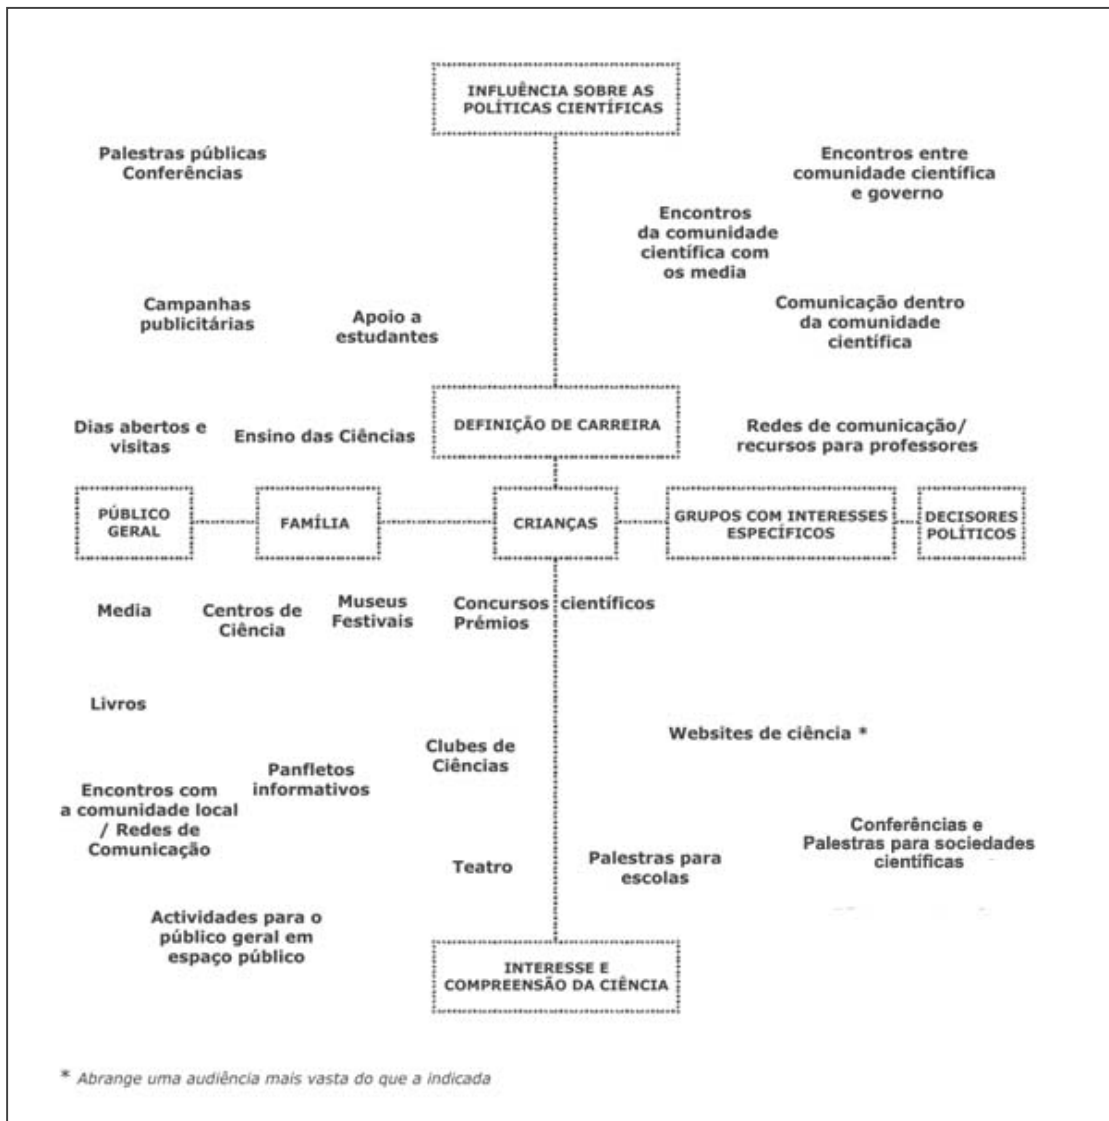 INFLUÊNCIA SOBRE AS
POLÍTICAS CIENTÍFICAS
Palestras públicas
Conferências
Encontros entre
comunidade científica
e governo
Encontros
da comunidade
científica com
os media
Campanhas
publicitárias
Apoio a
estudantes
Comunicação dentro
da comunidade
científica
Dias abertos e
visitas
Ensino das Ciências
DEFINIÇÃO DE CARREIRA
Redes de comunicação/
recursos para professores
PÚBLICO
GERAL
FAMÍLIA
CRIANÇAS
GRUPOS COM INTERESSES
ESPECÍFICOS
DECISORES
POLÍTICOS
Media
Centros de
Ciência
Museus
Festivais
Concursos científicos
Prémios
Livros
Websites de ciência *
Clubes de
Ciências
Panfletos
informativos
Encontros com
a comunidade local
/ Redes de
Comunicação
Conferências e
Palestras para sociedades
científicas
Teatro
Palestras para
escolas
Actividades para o
público geral em
espaço público
INTERESSE E
COMPREENSÃO DA CIÊNCIA
* Abrange uma audiência mais vasta do que a indicada